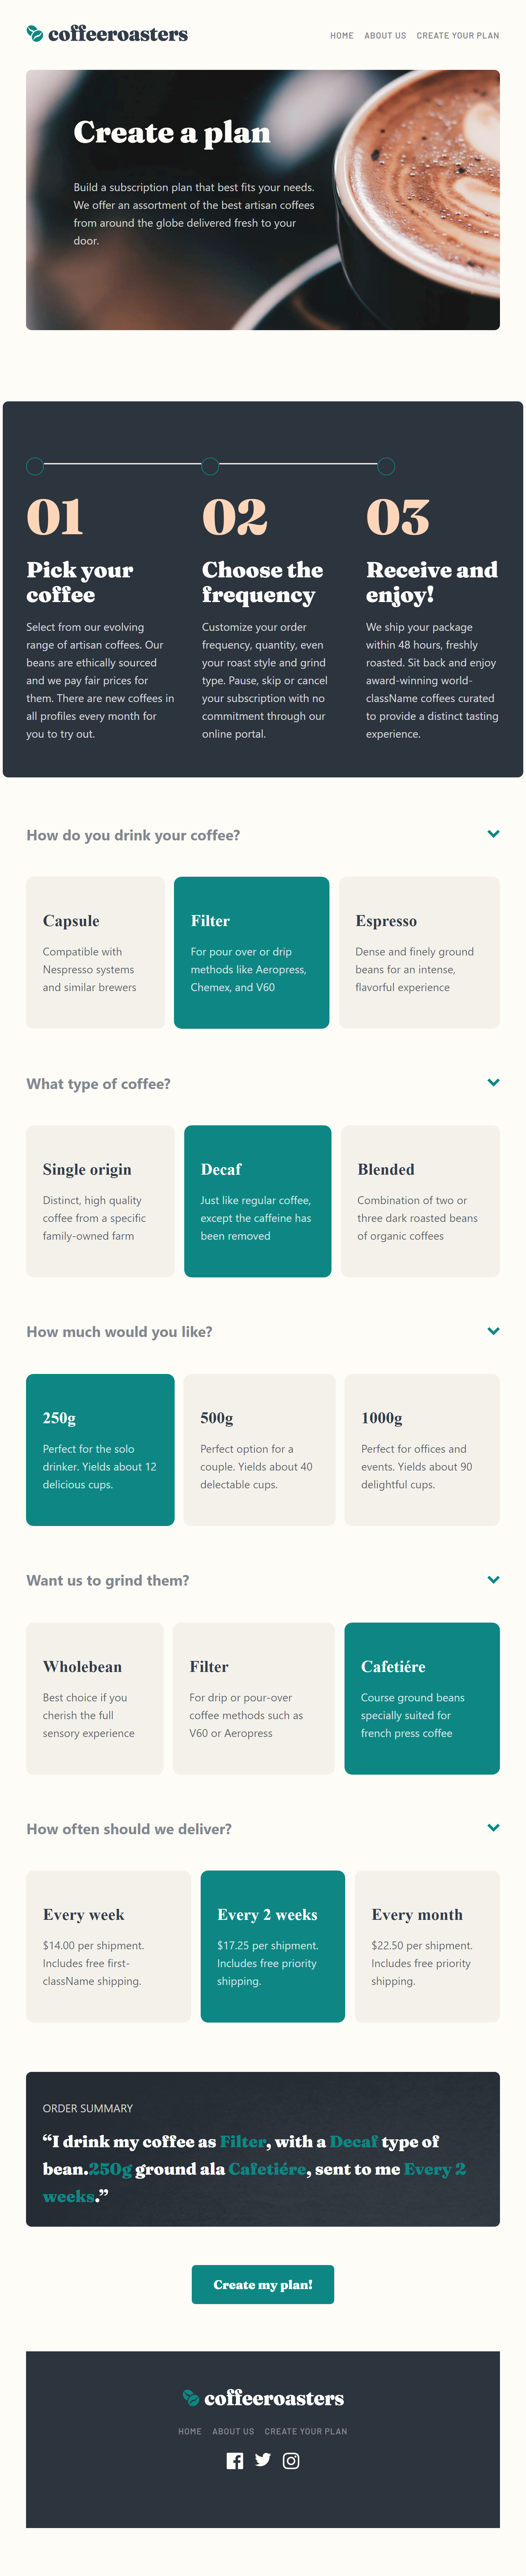 coffeeroasters
HOME ABOUT US CREATE YOUR PLAN
Create a plan
Build a subscription plan that best fits your needs.
We offer an assortment of the best artisan coffees
from around the globe delivered fresh to your
door.
01
Pick your
coffee
Select from our evolving
range of artisan coffees. Our
beans are ethically sourced
and we pay fair prices for
them. There are new coffees in
all profiles every month for
you to try out.
02
Choose the
frequency
Customize your order
frequency, quantity, even
your roast style and grind
type. Pause, skip or cancel
your subscription with no
commitment through our
online portal.
03
Receive and
enjoy!
We ship your package
within 48 hours, freshly
roasted. Sit back and enjoy
award-winning world-
className coffees curated
to provide a distinct tasting
experience.
How do you drink your coffee?
Capsule
Compatible with
Nespresso systems
and similar brewers
Filter
For pour over or drip
methods like Aeropress,
Chemex, and V60
Espresso
Dense and finely ground
beans for an intense,
flavorful experience
What type of coffee?
Single origin
Distinct, high quality
coffee from a specific
family-owned farm
Decaf
Just like regular coffee,
except the caffeine has
been removed
Blended
Combination of two or
three dark roasted beans
of organic coffees
How much would you like?
250g
Perfect for the solo
drinker. Yields about 12
delicious cups.
500g
Perfect option for a
couple. Yields about 40
delectable cups.
1000g
Perfect for offices and
events. Yields about 90
delightful cups.
Want us to grind them?
Wholebean
Best choice if you
cherish the full
sensory experience
Filter
For drip or pour-over
coffee methods such as
V60 or Aeropress
Cafetiére
Course ground beans
specially suited for
french press coffee
How often should we deliver?
Every week
$14.00 per shipment.
Includes free first-
className shipping.
Every 2 weeks
$17.25 per shipment.
Includes free priority
shipping.
Every month
$22.50 per shipment.
Includes free priority
shipping.
ORDER SUMMARY
“I drink my coffee as Filter, with a Decaf type of
bean.250g ground ala Cafetiére, sent to me Every 2
weeks.”
Create my plan!
coffeeroasters
HOME ABOUT US CREATE YOUR PLAN